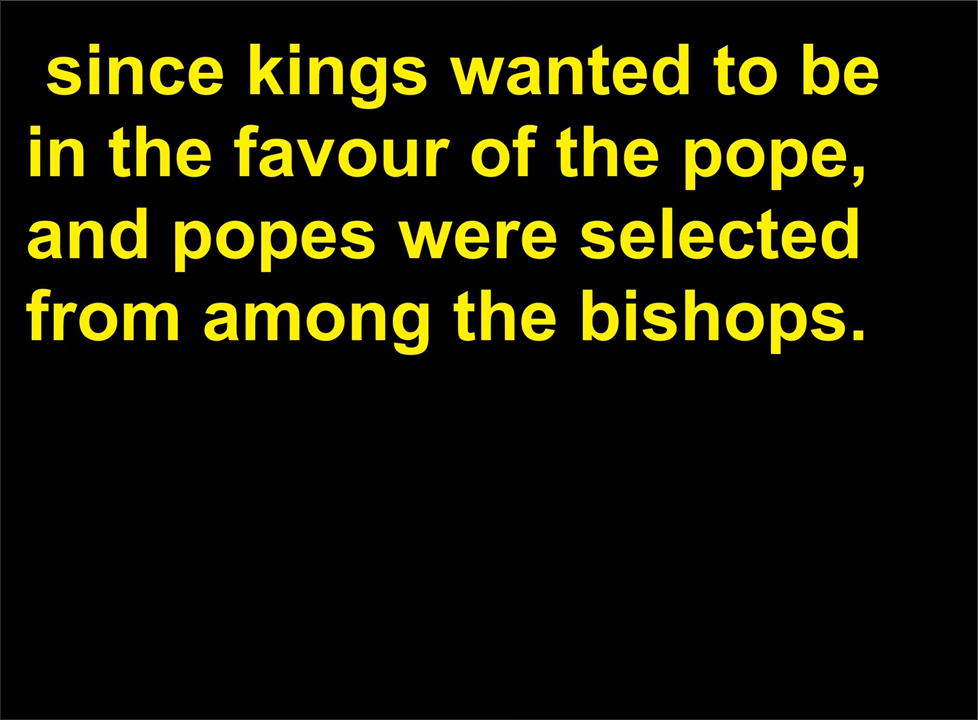 since kings wanted to be
in the favour of the pope,
and popes were selected
from among the bishops.